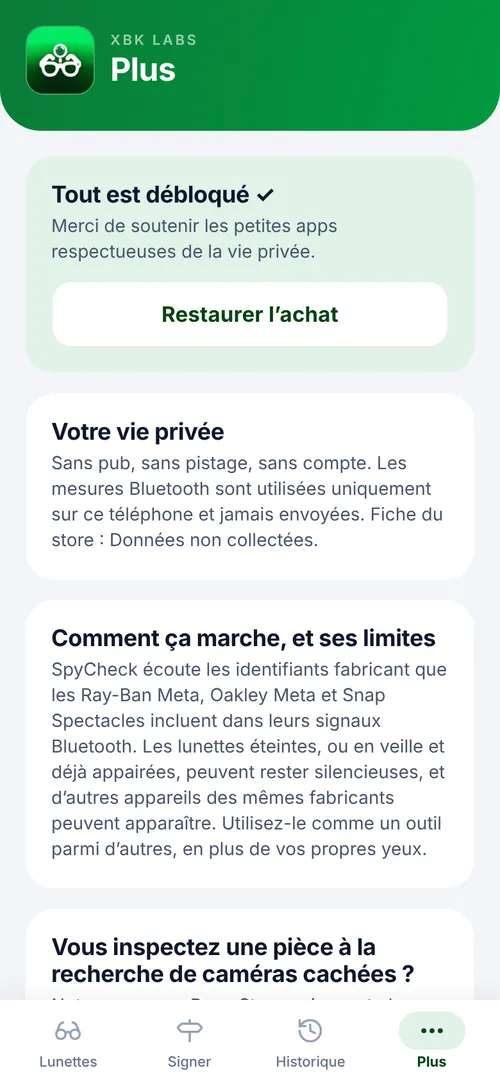 XBK LABS
Plus
Tout est débloqué ✓
Merci de soutenir les petites apps
respectueuses de la vie privée.
Restaurer l’achat
Votre vie privée
Sans pub, sans pistage, sans compte. Les
mesures Bluetooth sont utilisées uniquement
sur ce téléphone et jamais envoyées. Fiche du
store : Données non collectées.
Comment ça marche, et ses limites
SpyCheck écoute les identifiants fabricant que
les Ray-Ban Meta, Oakley Meta et Snap
Spectacles incluent dans leurs signaux
Bluetooth. Les lunettes éteintes, ou en veille et
déjà appairées, peuvent rester silencieuses, et
d’autres appareils des mêmes fabricants
peuvent apparaître. Utilisez-le comme un outil
parmi d’autres, en plus de vos propres yeux.
Vous inspectez une pièce à la
recherche de caméras cachées ?
Lunettes
Signer
Historique
Plus